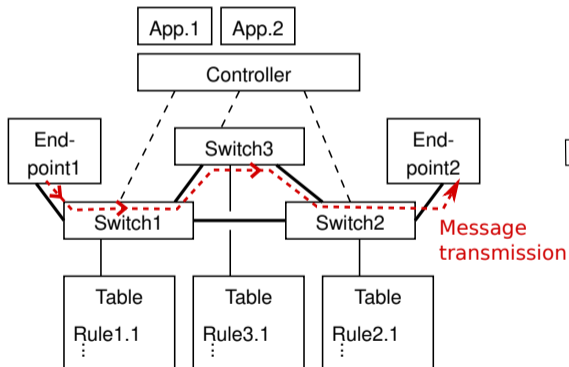 App.1 App.2
Controller
End-
point1
Switch3
End-
point2
Switch1
Switch2
Message
transmission
Table
Rule1.1
⋮
Table
Rule3.1
⋮
Table
Rule2.1
⋮